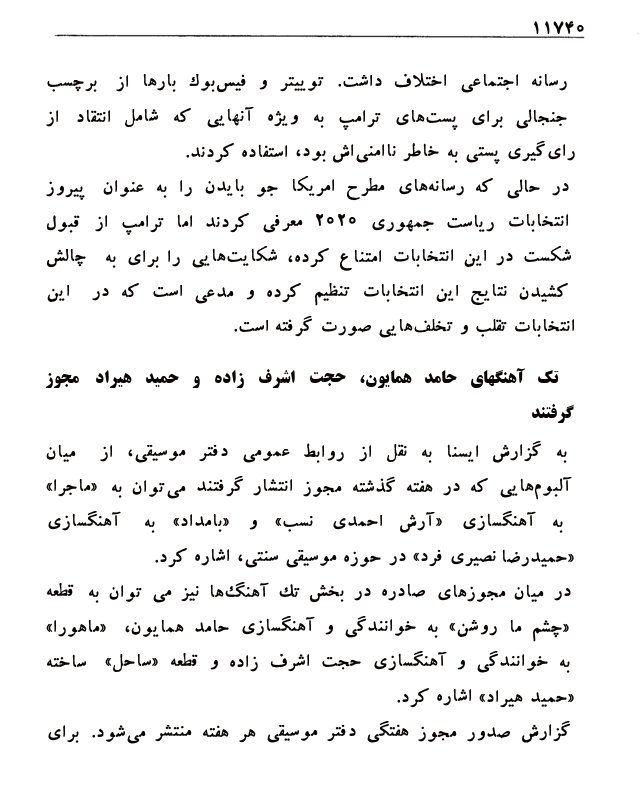 ۱۱۷۴۰
رسانه اجتماعی اختلاف داشت. توییتر و فیس‌بوک بارها از برچسب
جنجالی برای پست‌های ترامپ به ویژه آنهایی که شامل انتقاد از
رای‌گیری پستی به خاطر ناامنی‌اش بود، استفاده کردند.
در حالی که رسانه‌های مطرح امریکا جو بایدن را به عنوان پیروز
انتخابات ریاست جمهوری ۲۰۲۰ معرفی کردند اما ترامپ از قبول
شکست در این انتخابات امتناع کرده، شکایت‌هایی را برای به چالش
کشیدن نتایج این انتخابات تنظیم کرده و مدعی است که در این
انتخابات تقلب و تخلف‌هایی صورت گرفته است.
تک آهنگهای حامد همایون، حجت اشرف زاده و حمید هیراد مجوز
گرفتند
به گزارش ایسنا به نقل از روابط عمومی دفتر موسیقی، از میان
آلبوم‌هایی که در هفته گذشته مجوز انتشار گرفتند می‌توان به «ماجرا»
به آهنگسازی «آرش احمدی نسب» و «بامداد» به آهنگسازی
«حمیدرضا نصیری فرد» در حوزه موسیقی سنتی، اشاره کرد.
در میان مجوزهای صادره در بخش تك آهنگ‌ها نیز می توان به قطعه
«چشم ما روشن» به خوانندگی و آهنگسازی حامد همایون، «ماهورا»
به خوانندگی و آهنگسازی حجت اشرف زاده و قطعه «ساحل» ساخته
«حمید هیراد» اشاره کرد.
گزارش صدور مجوز هفتگی دفتر موسیقی هر هفته منتشر می‌شود. برای